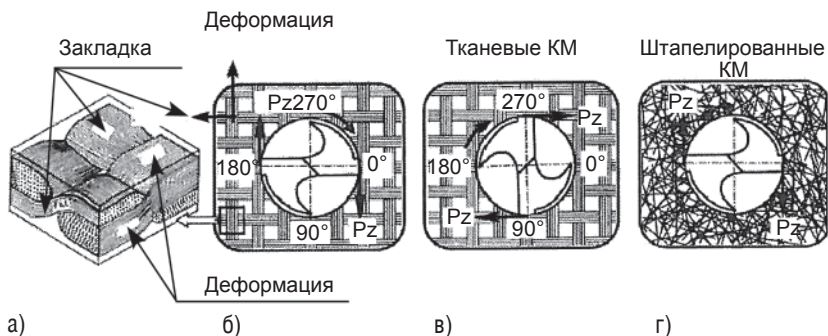 Деформация
Закладка
Тканевые КМ
Штапелированные
КМ
Pz270°
180°
0°
90°
Pz
270°
Pz
180°
0°
Pz
90°
Pz
Pz
Деформация
а)
б)
в)
г)